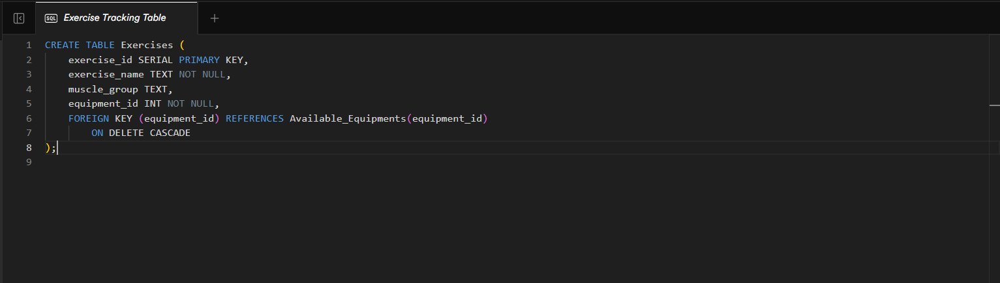 SQL Exercise Tracking Table +
1 CREATE TABLE Exercises (
2 exercise_id SERIAL PRIMARY KEY,
3 exercise_name TEXT NOT NULL,
4 muscle_group TEXT,
5 equipment_id INT NOT NULL,
6 FOREIGN KEY (equipment_id) REFERENCES Available_Equipments(equipment_id)
7 ON DELETE CASCADE
8 );
9